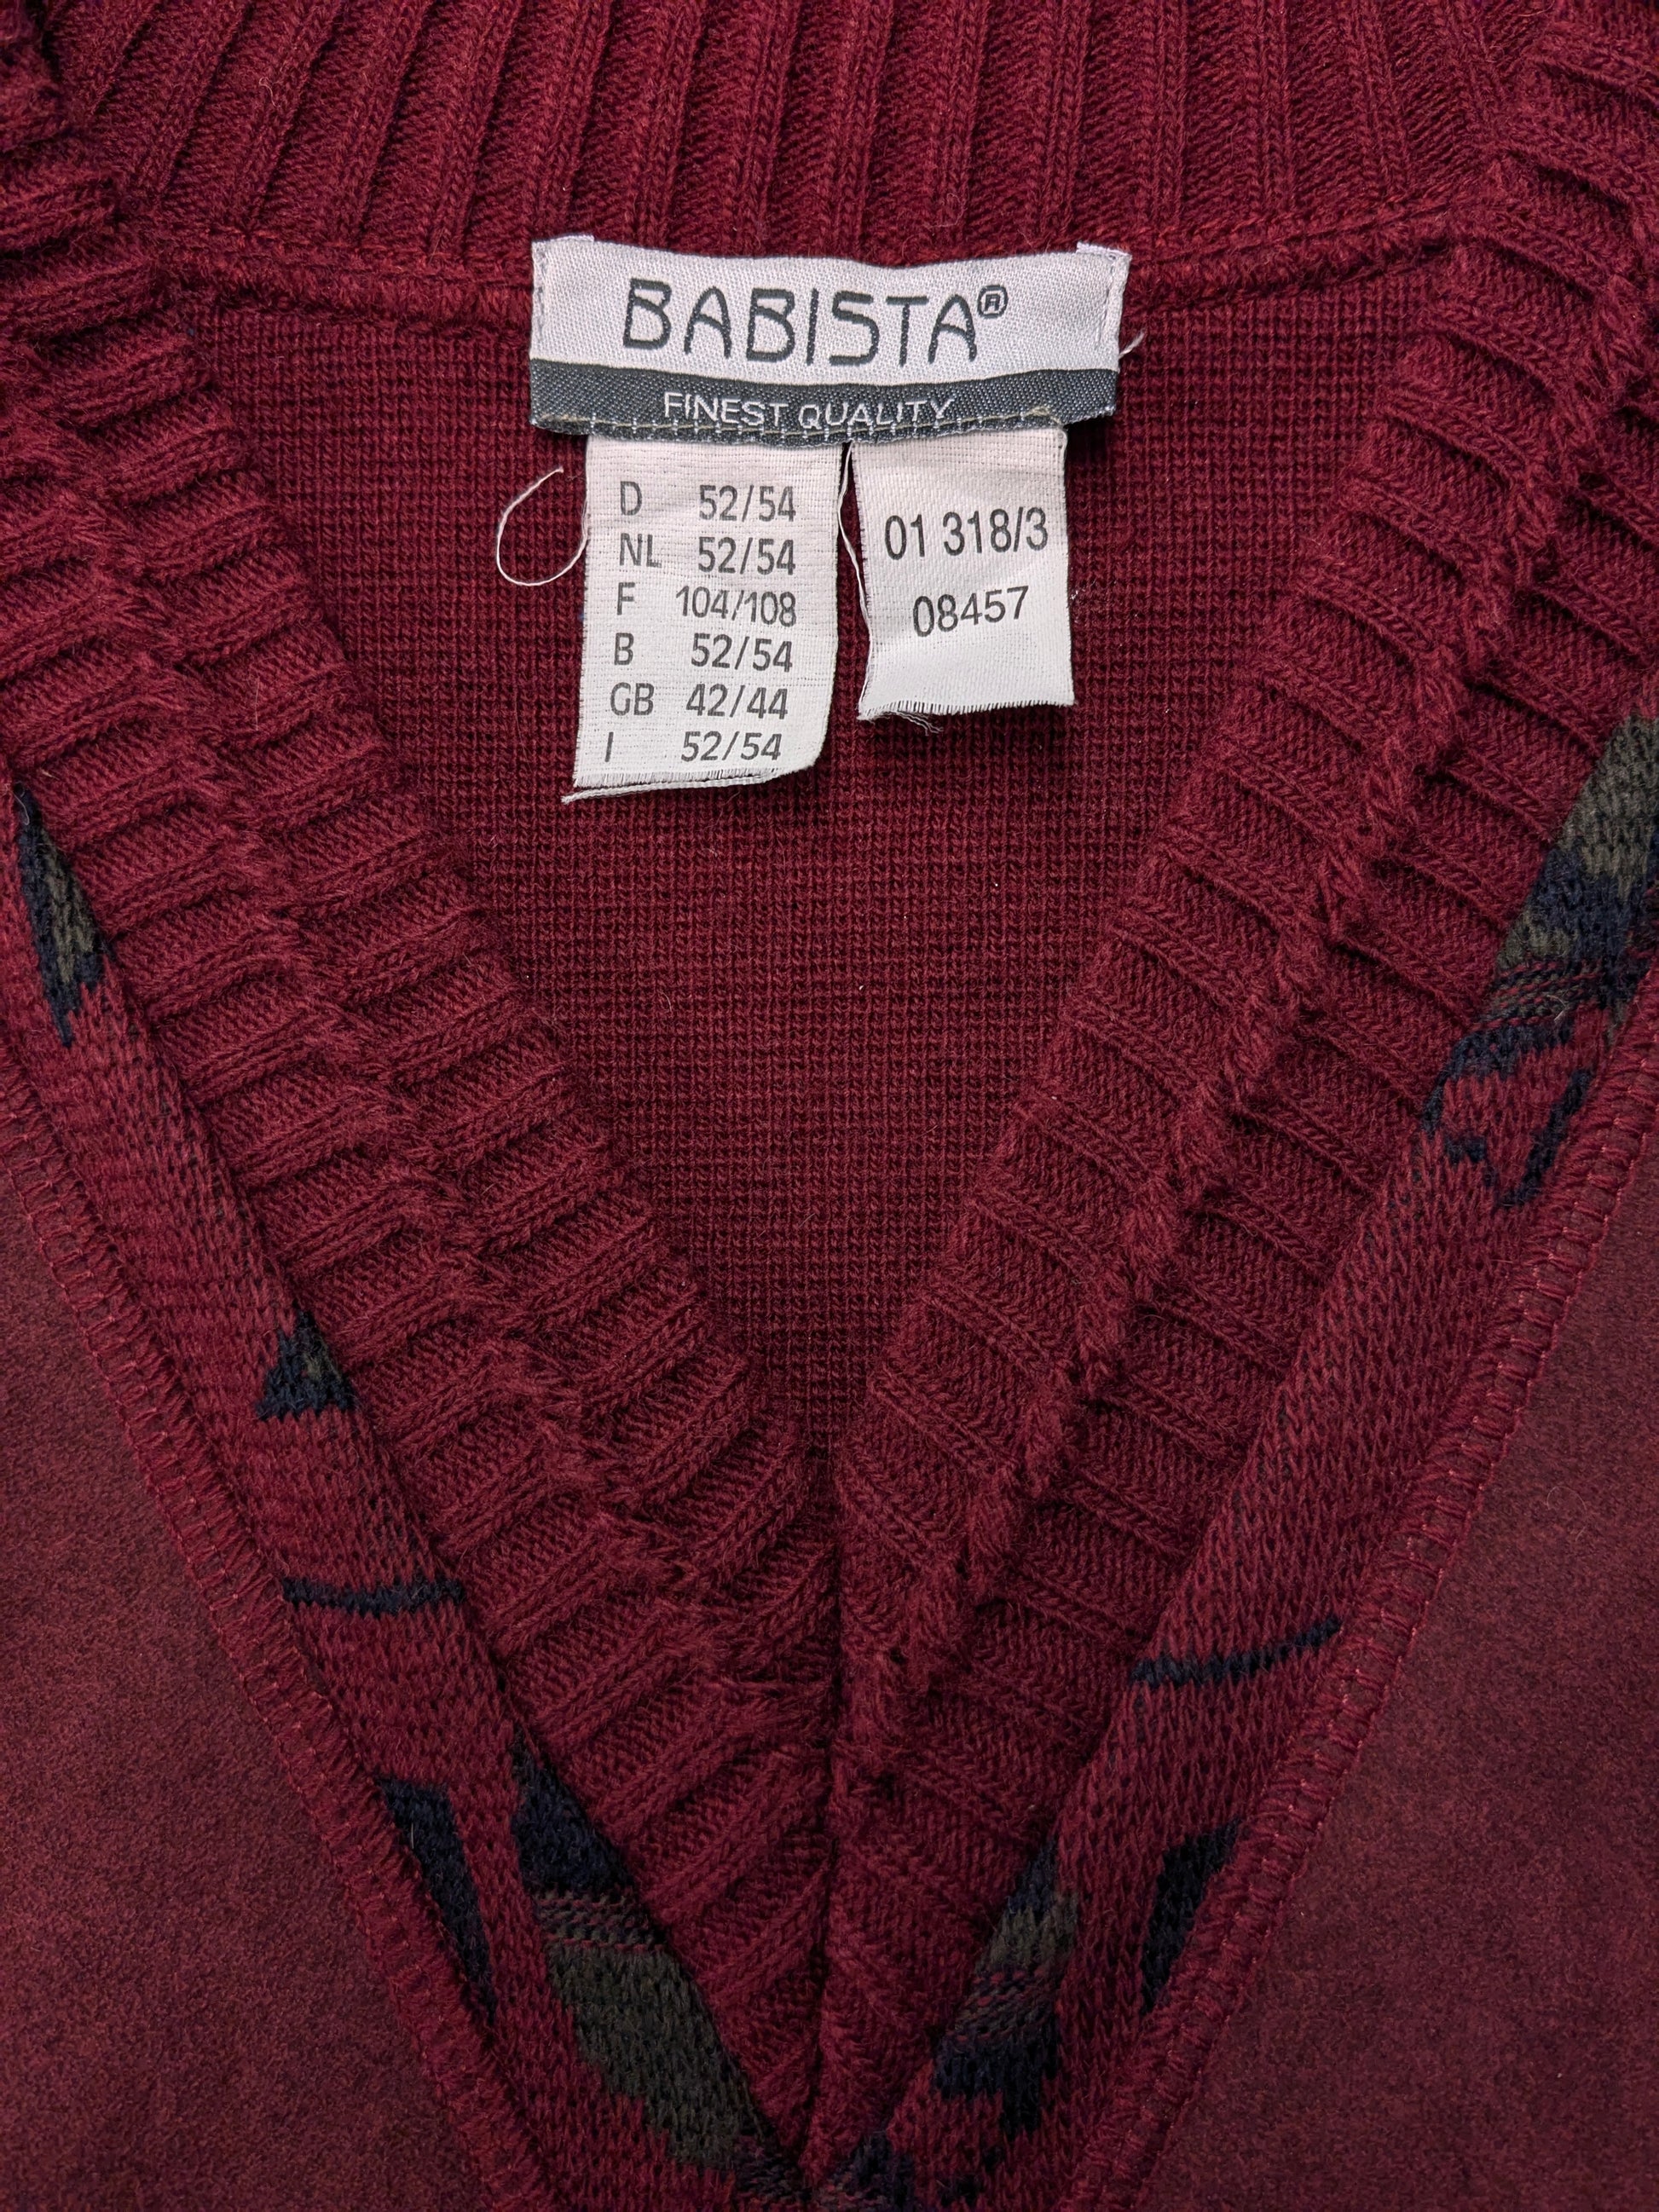 BABISTA®
FINEST QUALITY
D 52/54
NL 52/54
F 104/108
B 52/54
GB 42/44
I 52/54
01 318/3
08457